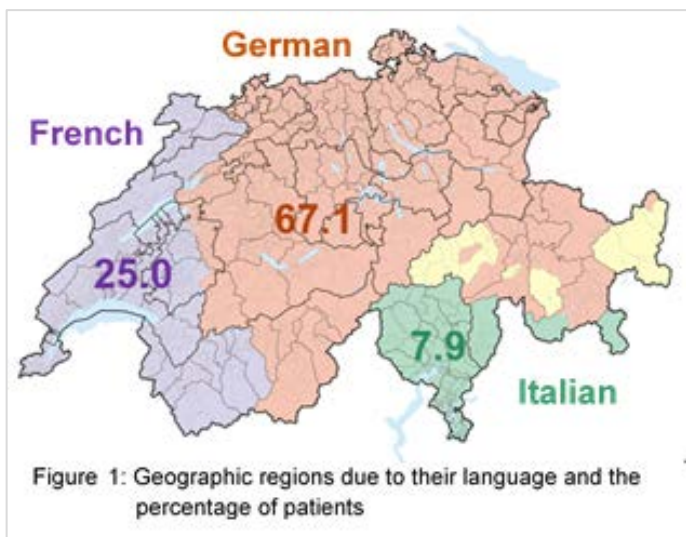 German
French
67.1
25.0
7.9
Italian
Figure 1: Geographic regions due to their language and the
percentage of patients